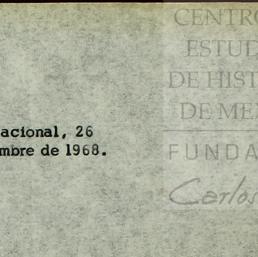 CENTRO
ESTUD
DE HIST
DE ME
FUNDA
Carlos
acional, 26
mbre de 1968.